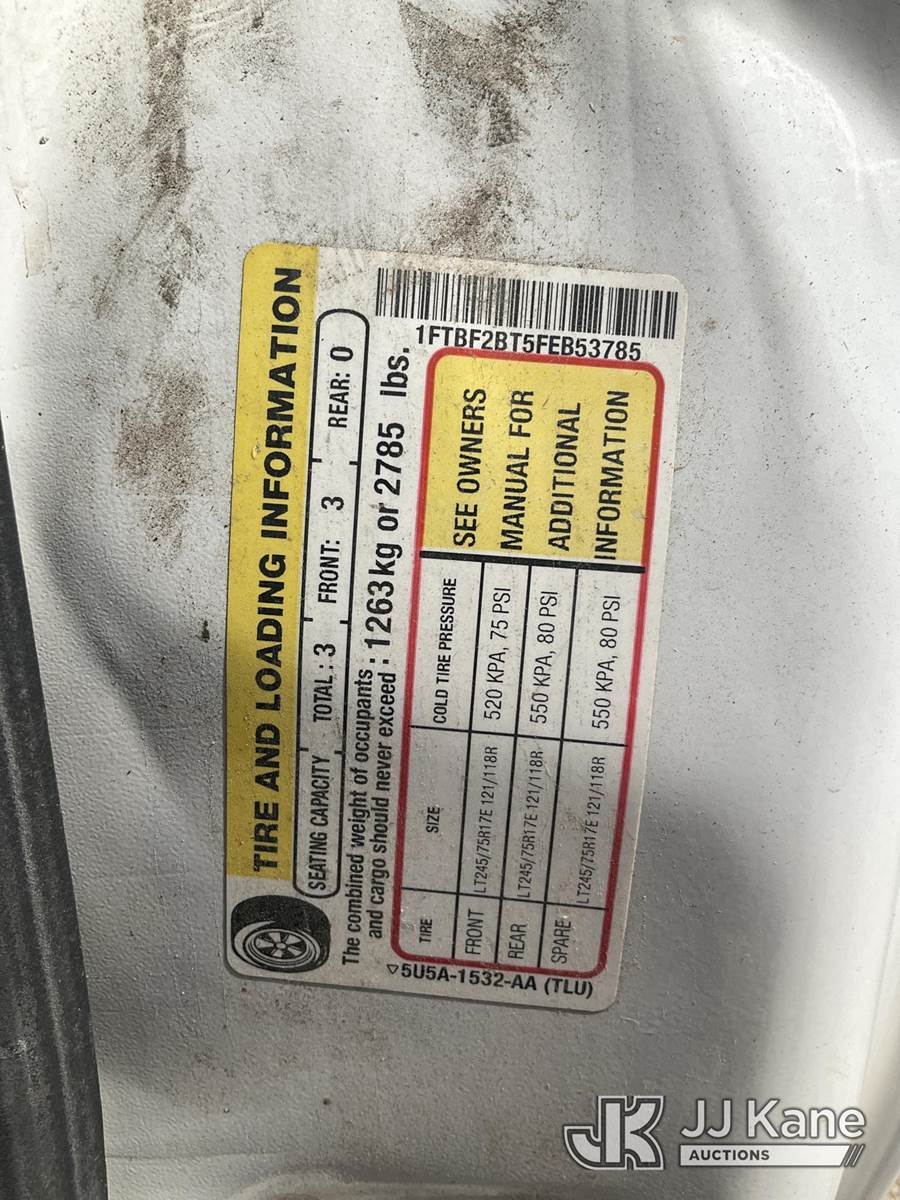 TIRE AND LOADING INFORMATION
SEATING CAPACITY TOTAL : 3 FRONT: 3 REAR: 0
The combined weight of occupants
and cargo should never exceed : 1263kg or 2785 lbs.
1FTBF2BT5FEB53785
TIRE SIZE COLD TIRE PRESSURE
FRONT LT245/75R17E 121/118R 520 KPA, 75 PSI
REAR LT245/75R17E 121/118R 550 KPA, 80 PSI
SPARE LT245/75R17E 121/118R 550 KPA, 80 PSI
SEE OWNERS
MANUAL FOR
ADDITIONAL
INFORMATION
5U5A-1532-AA (TLU)
JK JJ Kane
AUCTIONS